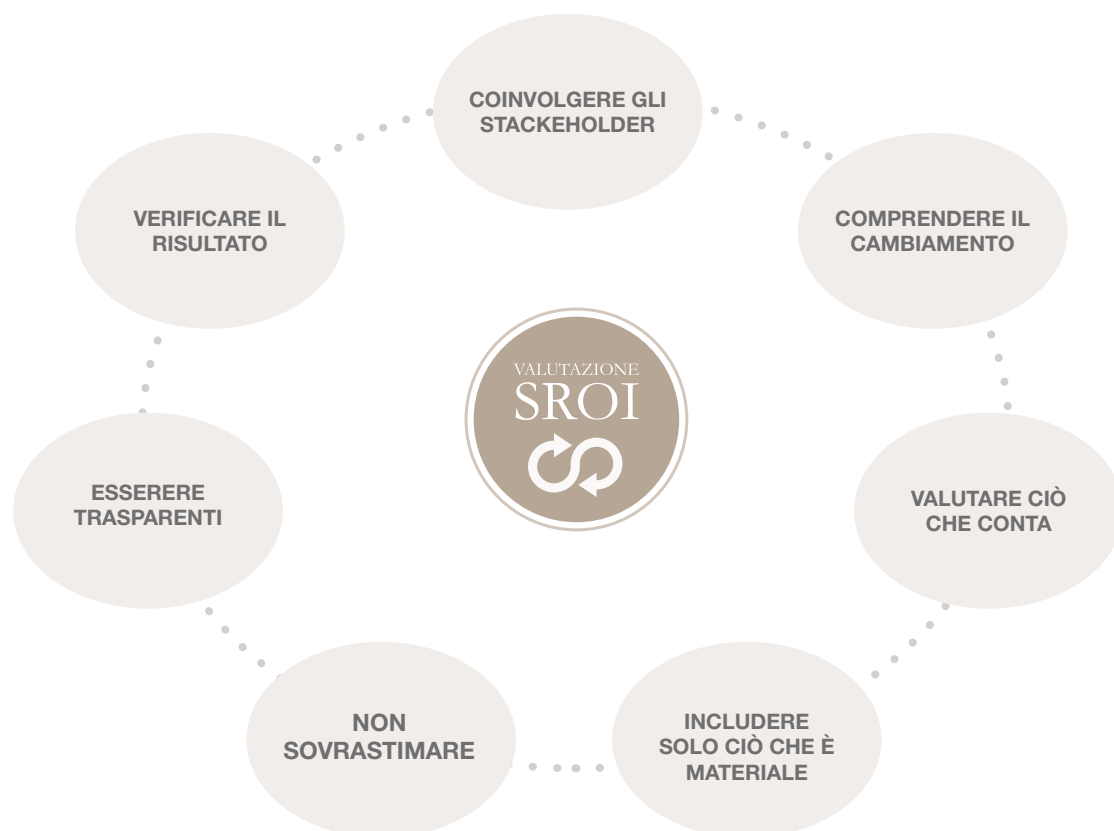 COINVOLGERE GLI
STACKEHOLDER
COMPRENDERE IL
CAMBIAMENTO
VALUTARE CIÒ
CHE CONTA
INCLUDERE
SOLO CIÒ CHE È
MATERIALE
NON
SOVRASTIMARE
ESSERERE
TRASPARENTI
VERIFICARE IL
RISULTATO
VALUTAZIONE
SROI